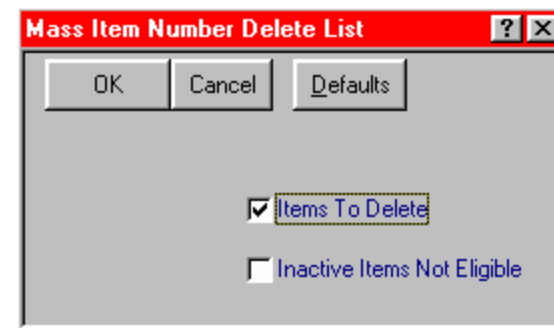 Mass Item Number Delete List ? X
OK Cancel Defaults
Items To Delete
Inactive Items Not Eligible